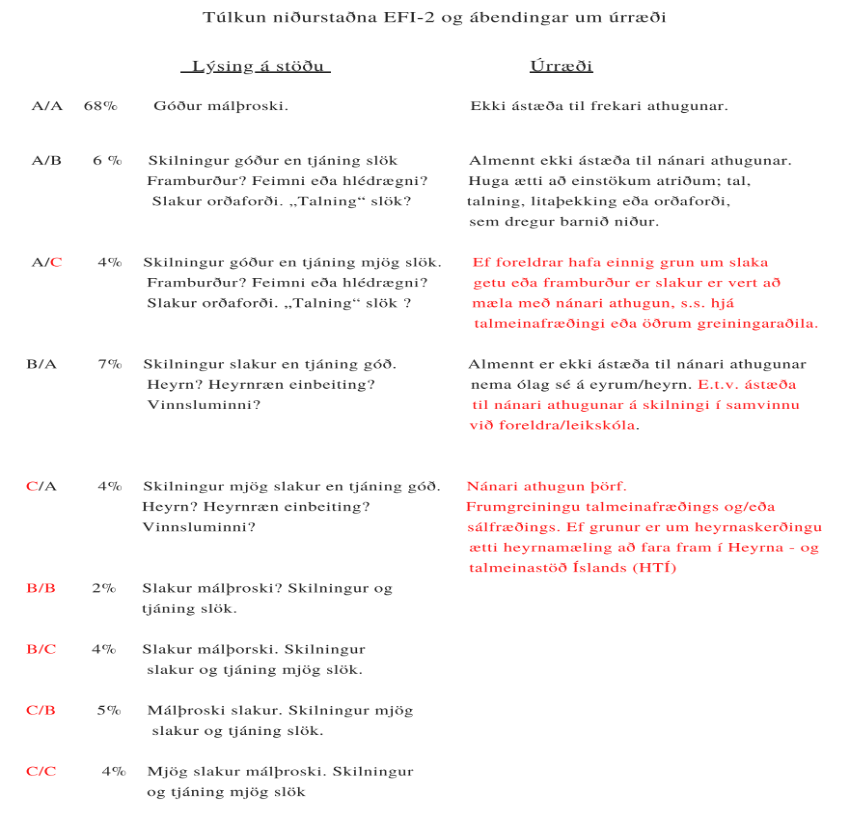 Túlkun niðurstaðna EFI-2 og ábendingar um úrræði
Lýsing á stöðu Úrræði
A/A 68% Góður málþroski. Ekki ástæða til frekari athugunar.
A/B 6 % Skilningur góður en tjáning slök Almennt ekki ástæða til nánari athugunar.
Framburður? Feimni eða hlédrægni? Huga ætti að einstökum atriðum; tal,
Slakur orðaforði. „Talning“ slök? talning, litaþekking eða orðaforði,
sem dregur barnið niður.
A/C 4% Skilningur góður en tjáning mjög slök. Ef foreldrar hafa einnig grun um slaka
Framburður? Feimni eða hlédrægni? getu eða framburður er slakur er vert að
Slakur orðaforði. „Talning“ slök ? mæla með nánari athugun, s.s. hjá
talmeinafræðingi eða öðrum greiningaraðila.
B/A 7% Skilningur slakur en tjáning góð. Almennt er ekki ástæða til nánari athugunar
Heyrn? Heyrnræn einbeiting? nema ólag sé á eyrum/heyrn. E.t.v. ástæða
Vinnsluminni? til nánari athugunar á skilningi í samvinnu
við foreldra/leikskóla.
C/A 4% Skilningur mjög slakur en tjáning góð. Nánari athugun þörf.
Heyrn? Heyrnræn einbeiting? Frumgreiningu talmeinafræðings og/eða
Vinnsluminni? sálfræðings. Ef grunur er um heyrnaskerðingu
ætti heyrnamæling að fara fram í Heyrna - og
talmeinastöð Íslands (HTÍ)
B/B 2% Slakur málþroski? Skilningur og
tjáning slök.
B/C 4% Slakur málþorski. Skilningur
slakur og tjáning mjög slök.
C/B 5% Málþroski slakur. Skilningur mjög
slakur og tjáning slök.
C/C 4% Mjög slakur málþroski. Skilningur
og tjáning mjög slök